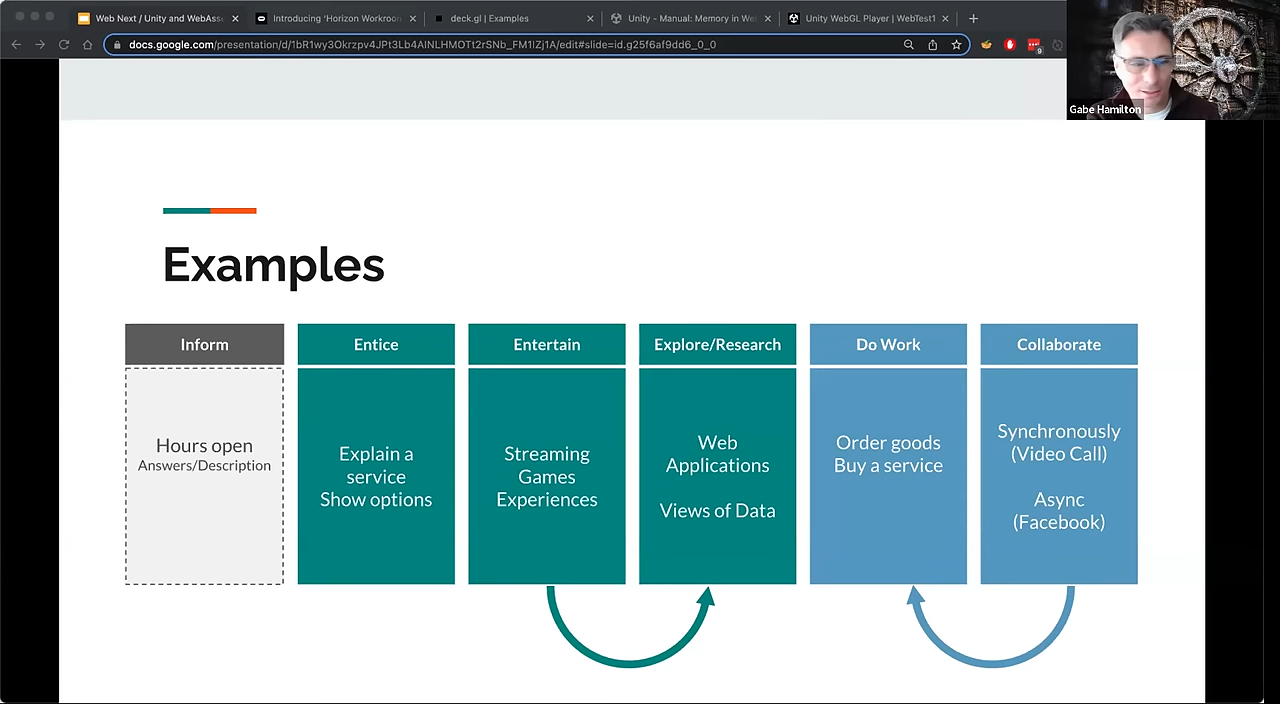 Web Next / Unity and WebAss
Introducing 'Horizon Workroom
deck.gl | Examples
Unity - Manual: Memory in We
Unity WebGL Player | WebTest1
docs.google.com/presentation/d/1bR1wy3Okrzpv4JPt3Lb4AINLHMOTt2rSNb_FM1IZj1A/edit#slide=id.g25f6af9dd6_0_0
9
Gabe Hamilton
Examples
Inform
Hours open
Answers/Description
Entice
Explain a
service
Show options
Entertain
Streaming
Games
Experiences
Explore/Research
Web
Applications
Views of Data
Do Work
Order goods
Buy a service
Collaborate
Synchronously
(Video Call)
Async
(Facebook)